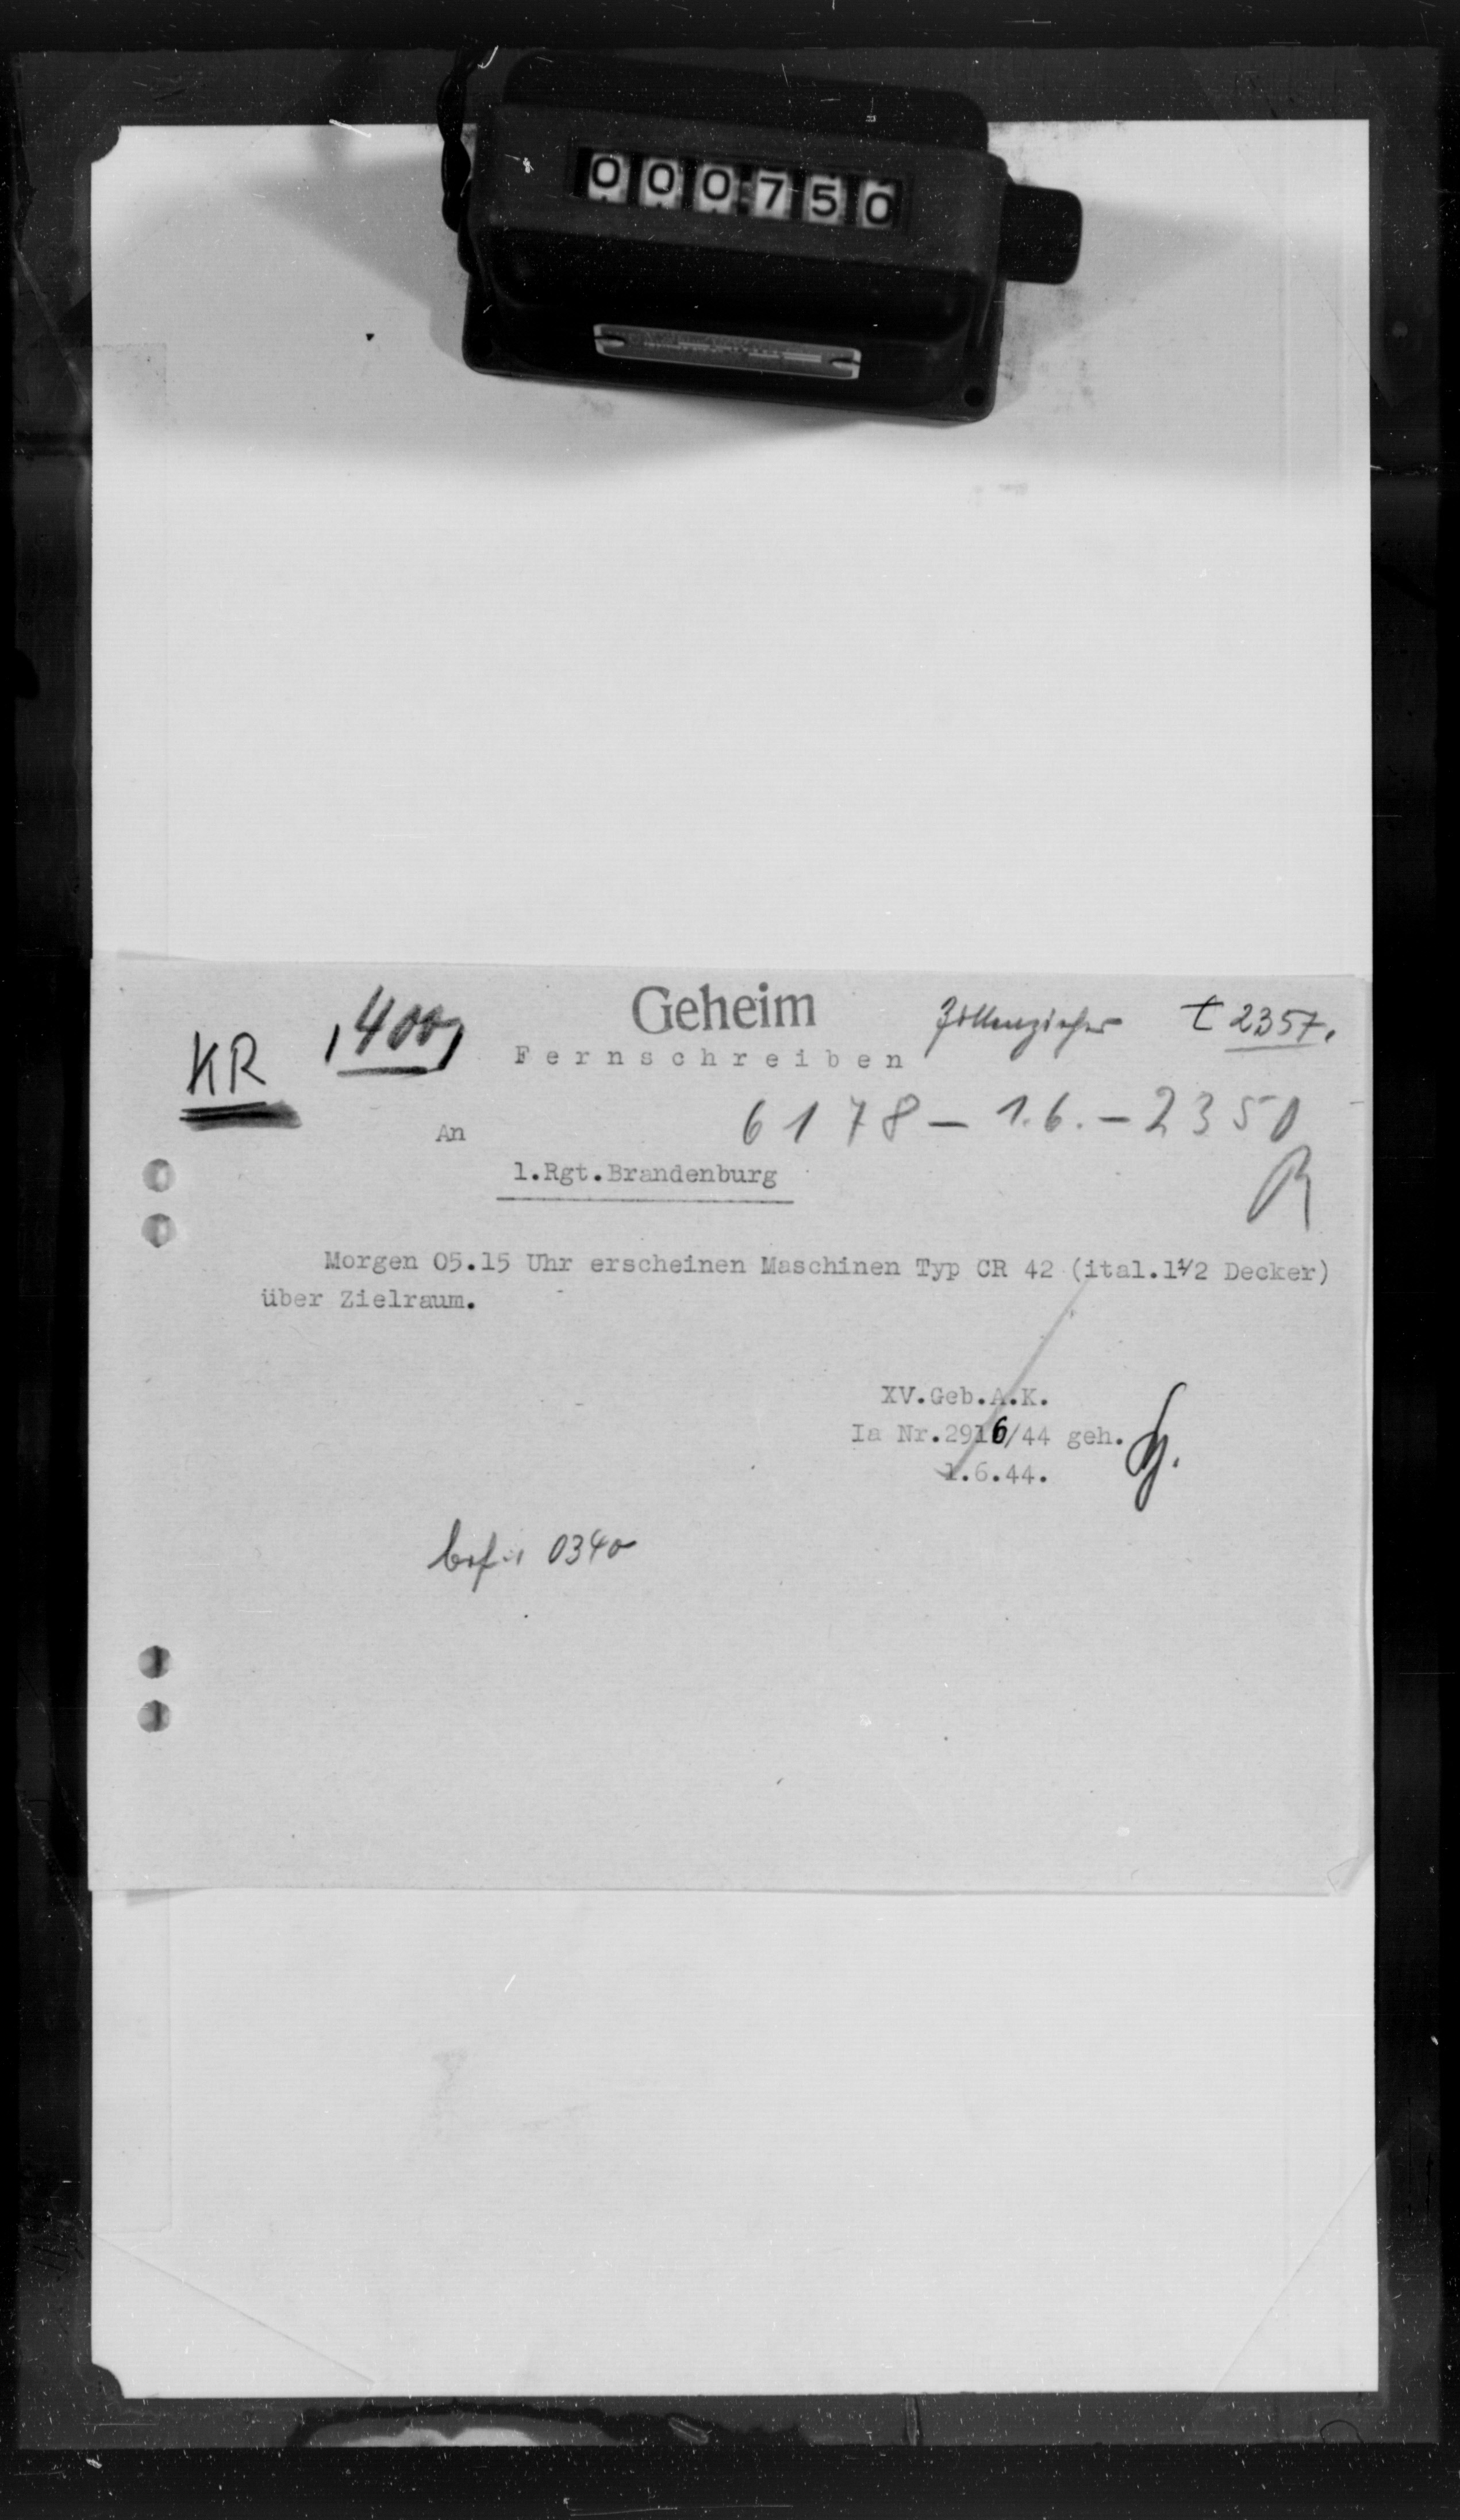 000750
Geheim
t 2357.
KR
1400
Fernschreiben
6178 – 1.6. – 2350
An
R
1.Rgt.Brandenburg
Morgen 05.15 Uhr erscheinen Maschinen Typ CR 42 (ital.1½ Decker)
über Zielraum.
XV.Geb.A.K.
Ia Nr.2916/44 geh.
1.6.44.
0340